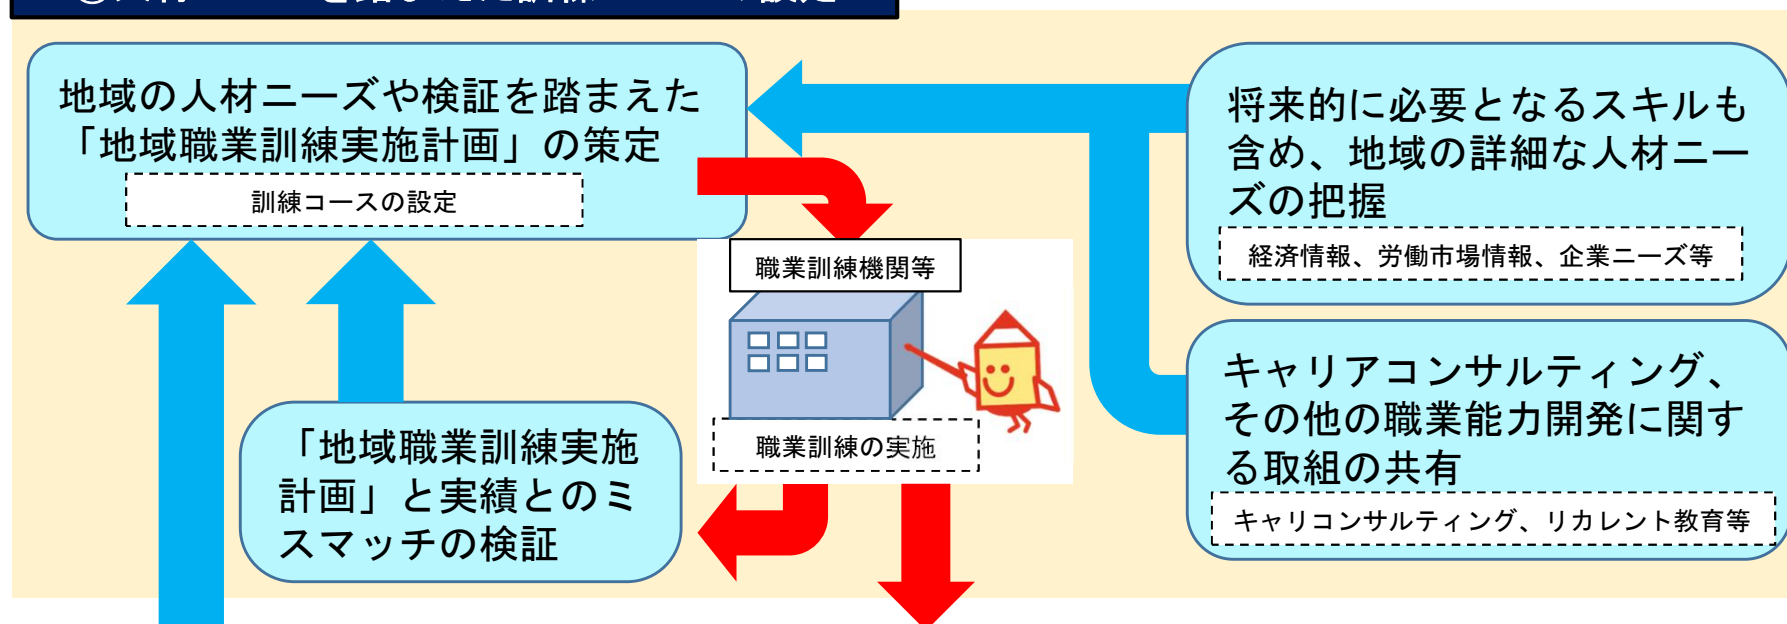 地域の人材ニーズや検証を踏まえた
「地域職業訓練実施計画」の策定
訓練コースの設定
将来的に必要となるスキルも
含め、地域の詳細な人材ニー
ズの把握
経済情報、労働市場情報、企業ニーズ等
職業訓練機関等
職業訓練の実施
キャリアコンサルティング、
その他の職業能力開発に関す
る取組の共有
キャリコンサルティング、リカレント教育等
「地域職業訓練実施
計画」と実績とのミ
スマッチの検証